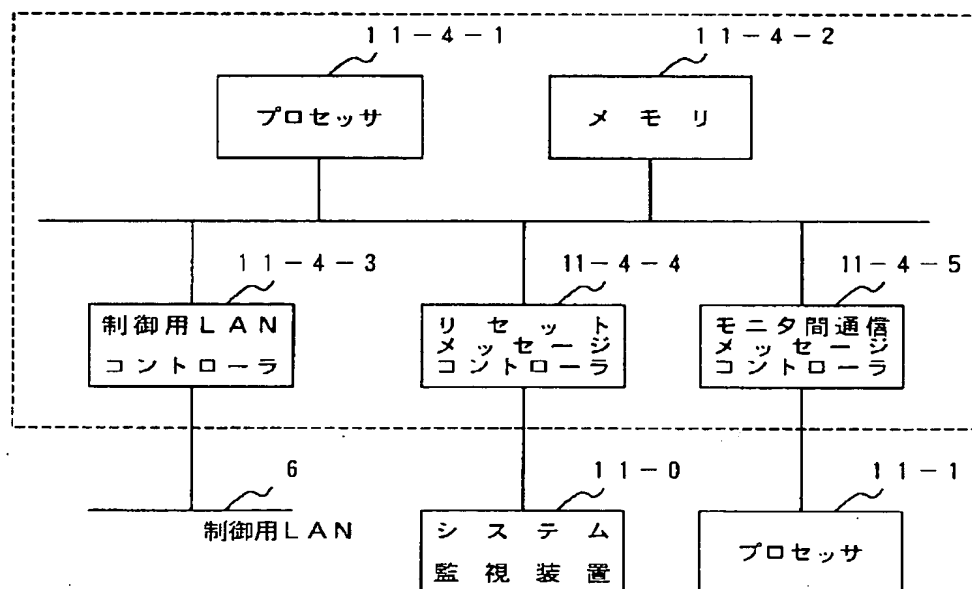 11-4-1
11-4-2
プロセッサ
メモリ
11-4-3
11-4-4
11-4-5
制御用LAN
コントローラ
リセット
メッセージ
コントローラ
モニタ間通信
メッセージ
コントローラ
6
11-0
11-1
制御用LAN
システム
監視装置
プロセッサ